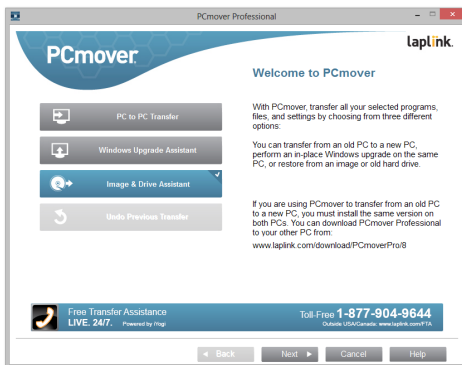 PCmover Professional
PCmover.
laplink.
Welcome to PCmover
With PCmover, transfer all your selected programs,
files, and settings by choosing from three different
options:
You can transfer from an old PC to a new PC,
perform an in-place Windows upgrade on the same
PC, or restore from an image or old hard drive.
If you are using PCmover to transfer from an old PC
to a new PC, you must install the same version on
both PCs. You can download PCmover Professional
to your other PC from:
www.laplink.com/download/PCmoverPro/8
PC to PC Transfer
Windows Upgrade Assistant
Image & Drive Assistant
Undo Previous Transfer
Free Transfer Assistance
LIVE. 24/7. Powered by iYogi
Toll-Free 1-877-904-9644
Outside USA/Canada: www.laplink.com/FTA
Back
Next
Cancel
Help